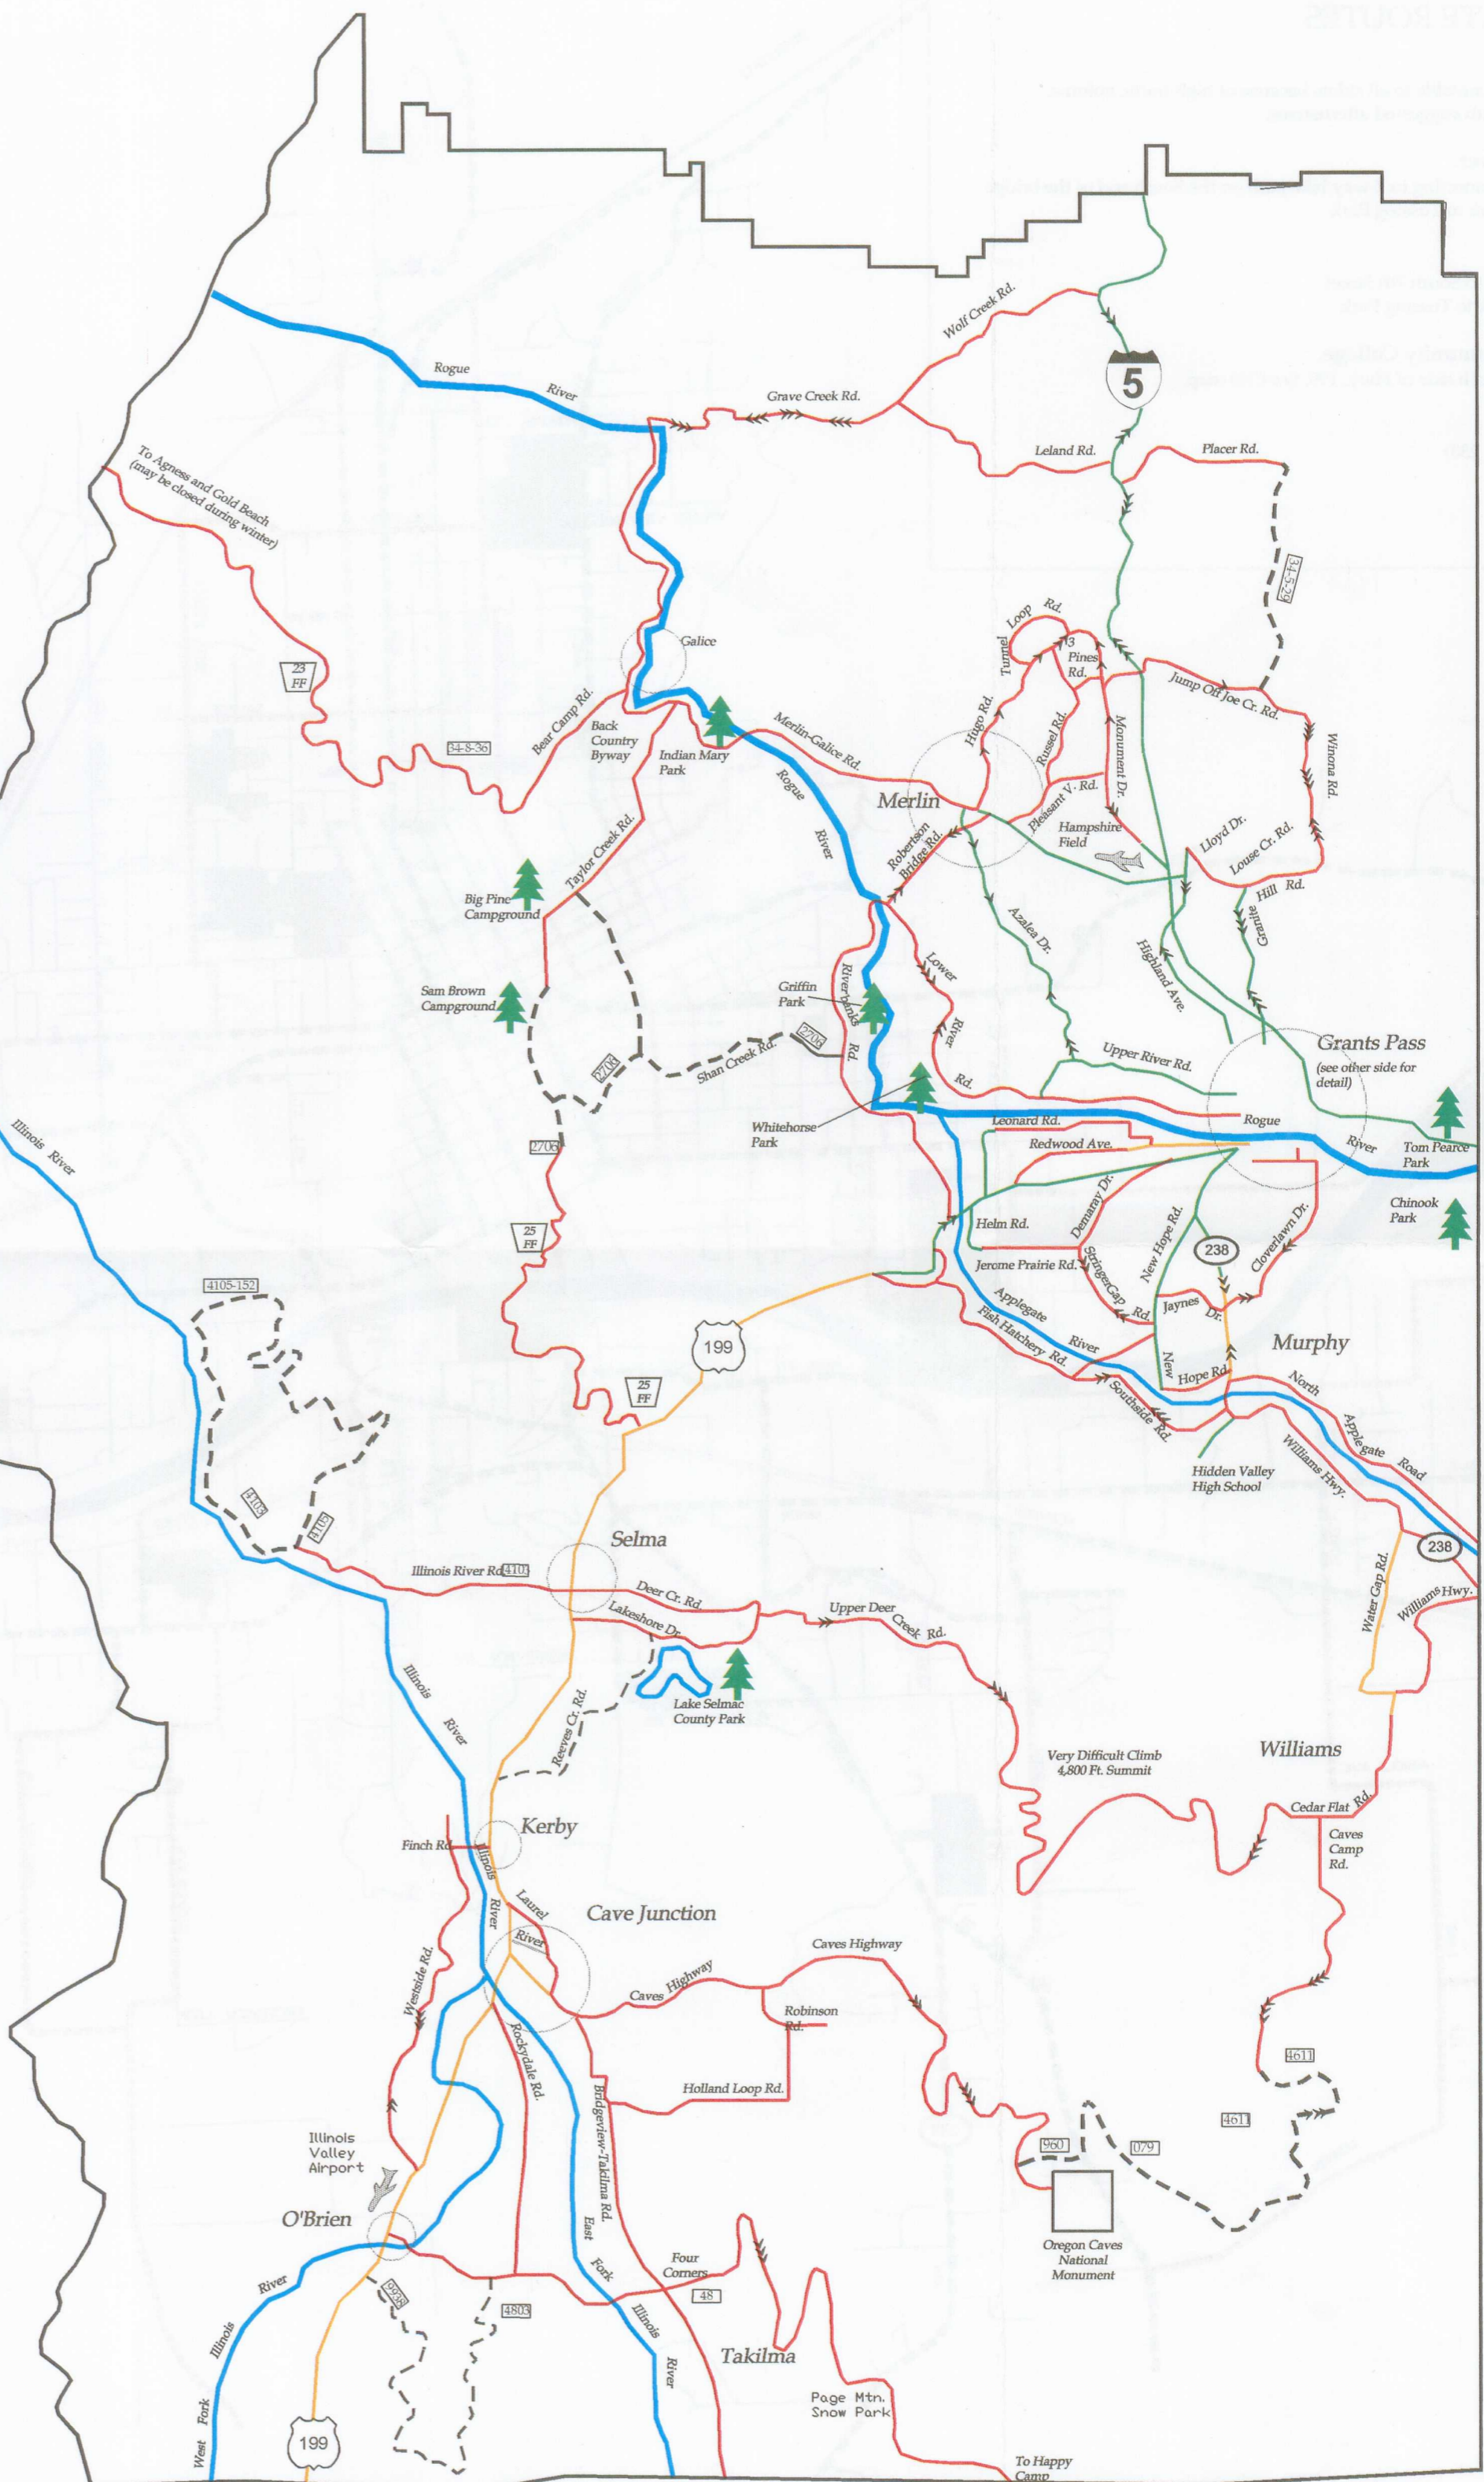 Wolf Creek Rd.
5
Rogue
River
Grave Creek Rd.
Leland Rd.
Placer Rd.
To Agness and Gold Beach
(may be closed during winter)
34-5-29
Tunnel
Loop
Rd.
3
Pines
Rd.
Galice
23
FF
Jump Off Joe Cr. Rd.
Hugo Rd.
Russel Rd.
Monument Dr.
Winona Rd.
Bear Camp Rd.
Back
Country
Byway
34-8-36
Indian Mary
Park
Merlin-Galice Rd.
Rogue
River
Merlin
Pleasant V. Rd.
Hampshire
Field
Robertson
Bridge Rd.
Lloyd Dr.
Louse Cr. Rd.
Granite
Hill Rd.
Taylor Creek Rd.
Big Pine
Campground
Azalea Dr.
Highland Ave.
Lower
River
Rd.
Riverbanks
Rd.
Griffin
Park
Sam Brown
Campground
2706
Shan Creek Rd.
2706
Upper River Rd.
Grants Pass
(see other side for
detail)
Whitehorse
Park
Leonard Rd.
Redwood Ave.
Rogue
River
Tom Pearce
Park
Chinook
Park
Illinois River
2706
25
FF
Helm Rd.
Demaray Dr.
New Hope Rd.
238
Cloverlawn Dr.
Jerome Prairie Rd.
StringerGap
Rd.
Jaynes
Dr.
4105-152
Applegate
River
Fish Hatchery Rd.
199
Murphy
New
Hope Rd.
North
Applegate
Road
25
FF
Southside Rd.
Williams Hwy.
Hidden Valley
High School
4103
4105
Selma
238
Illinois River Rd.
4103
Deer Cr. Rd.
Lakeshore Dr.
Upper Deer
Creek Rd.
Water Gap Rd.
Williams Hwy.
Illinois
River
Reeves Cr. Rd.
Lake Selmac
County Park
Very Difficult Climb
4,800 Ft. Summit
Williams
Cedar Flat Rd.
Caves
Camp
Rd.
Kerby
Finch Rd.
Illinois
River
Laurel
River
Cave Junction
Caves Highway
Caves Highway
Westside Rd.
Robinson
Rd.
Rockydale Rd.
Bridgeview-Takilma Rd.
Holland Loop Rd.
4611
4611
960
079
Illinois
Valley
Airport
O'Brien
Oregon Caves
National
Monument
East
Fork
Illinois
River
Four
Corners
48
9938
4803
Takilma
Page Mtn.
Snow Park
River
Illinois
West Fork
199
To Happy
Camp